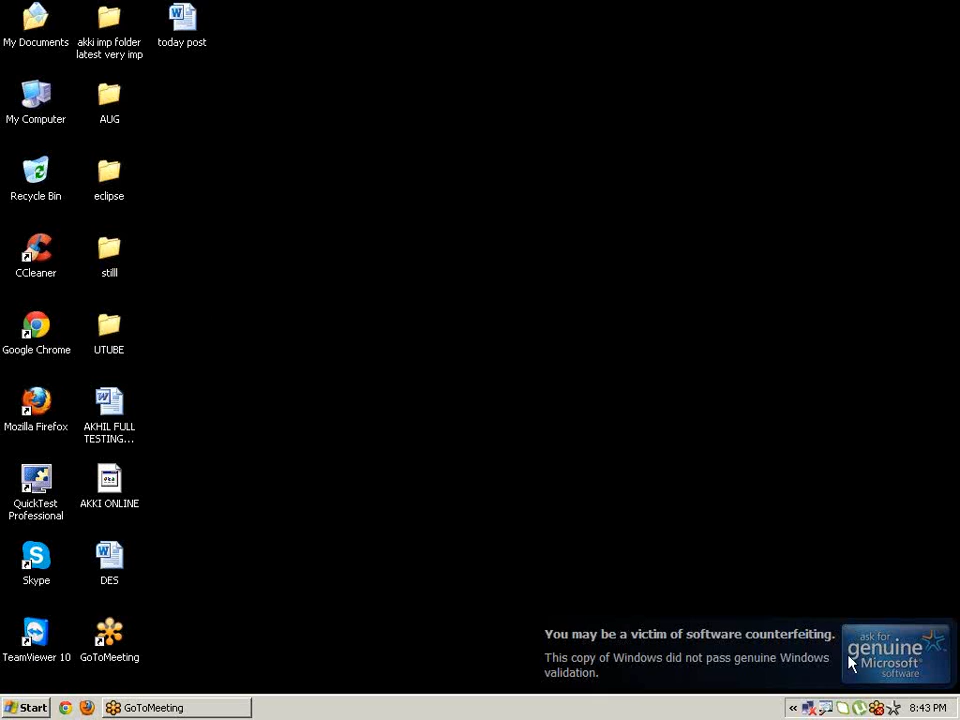 My Documents
akki imp folder
latest very imp
today post
My Computer
AUG
Recycle Bin
eclipse
CCleaner
stilll
Google Chrome
UTUBE
Mozilla Firefox
AKHIL FULL
TESTING...
QuickTest
Professional
AKKI ONLINE
Skype
DES
TeamViewer 10
GoToMeeting
You may be a victim of software counterfeiting.
This copy of Windows did not pass genuine Windows
validation.
ask for
genuine
Microsoft®
software
Start
GoToMeeting
8:43 PM